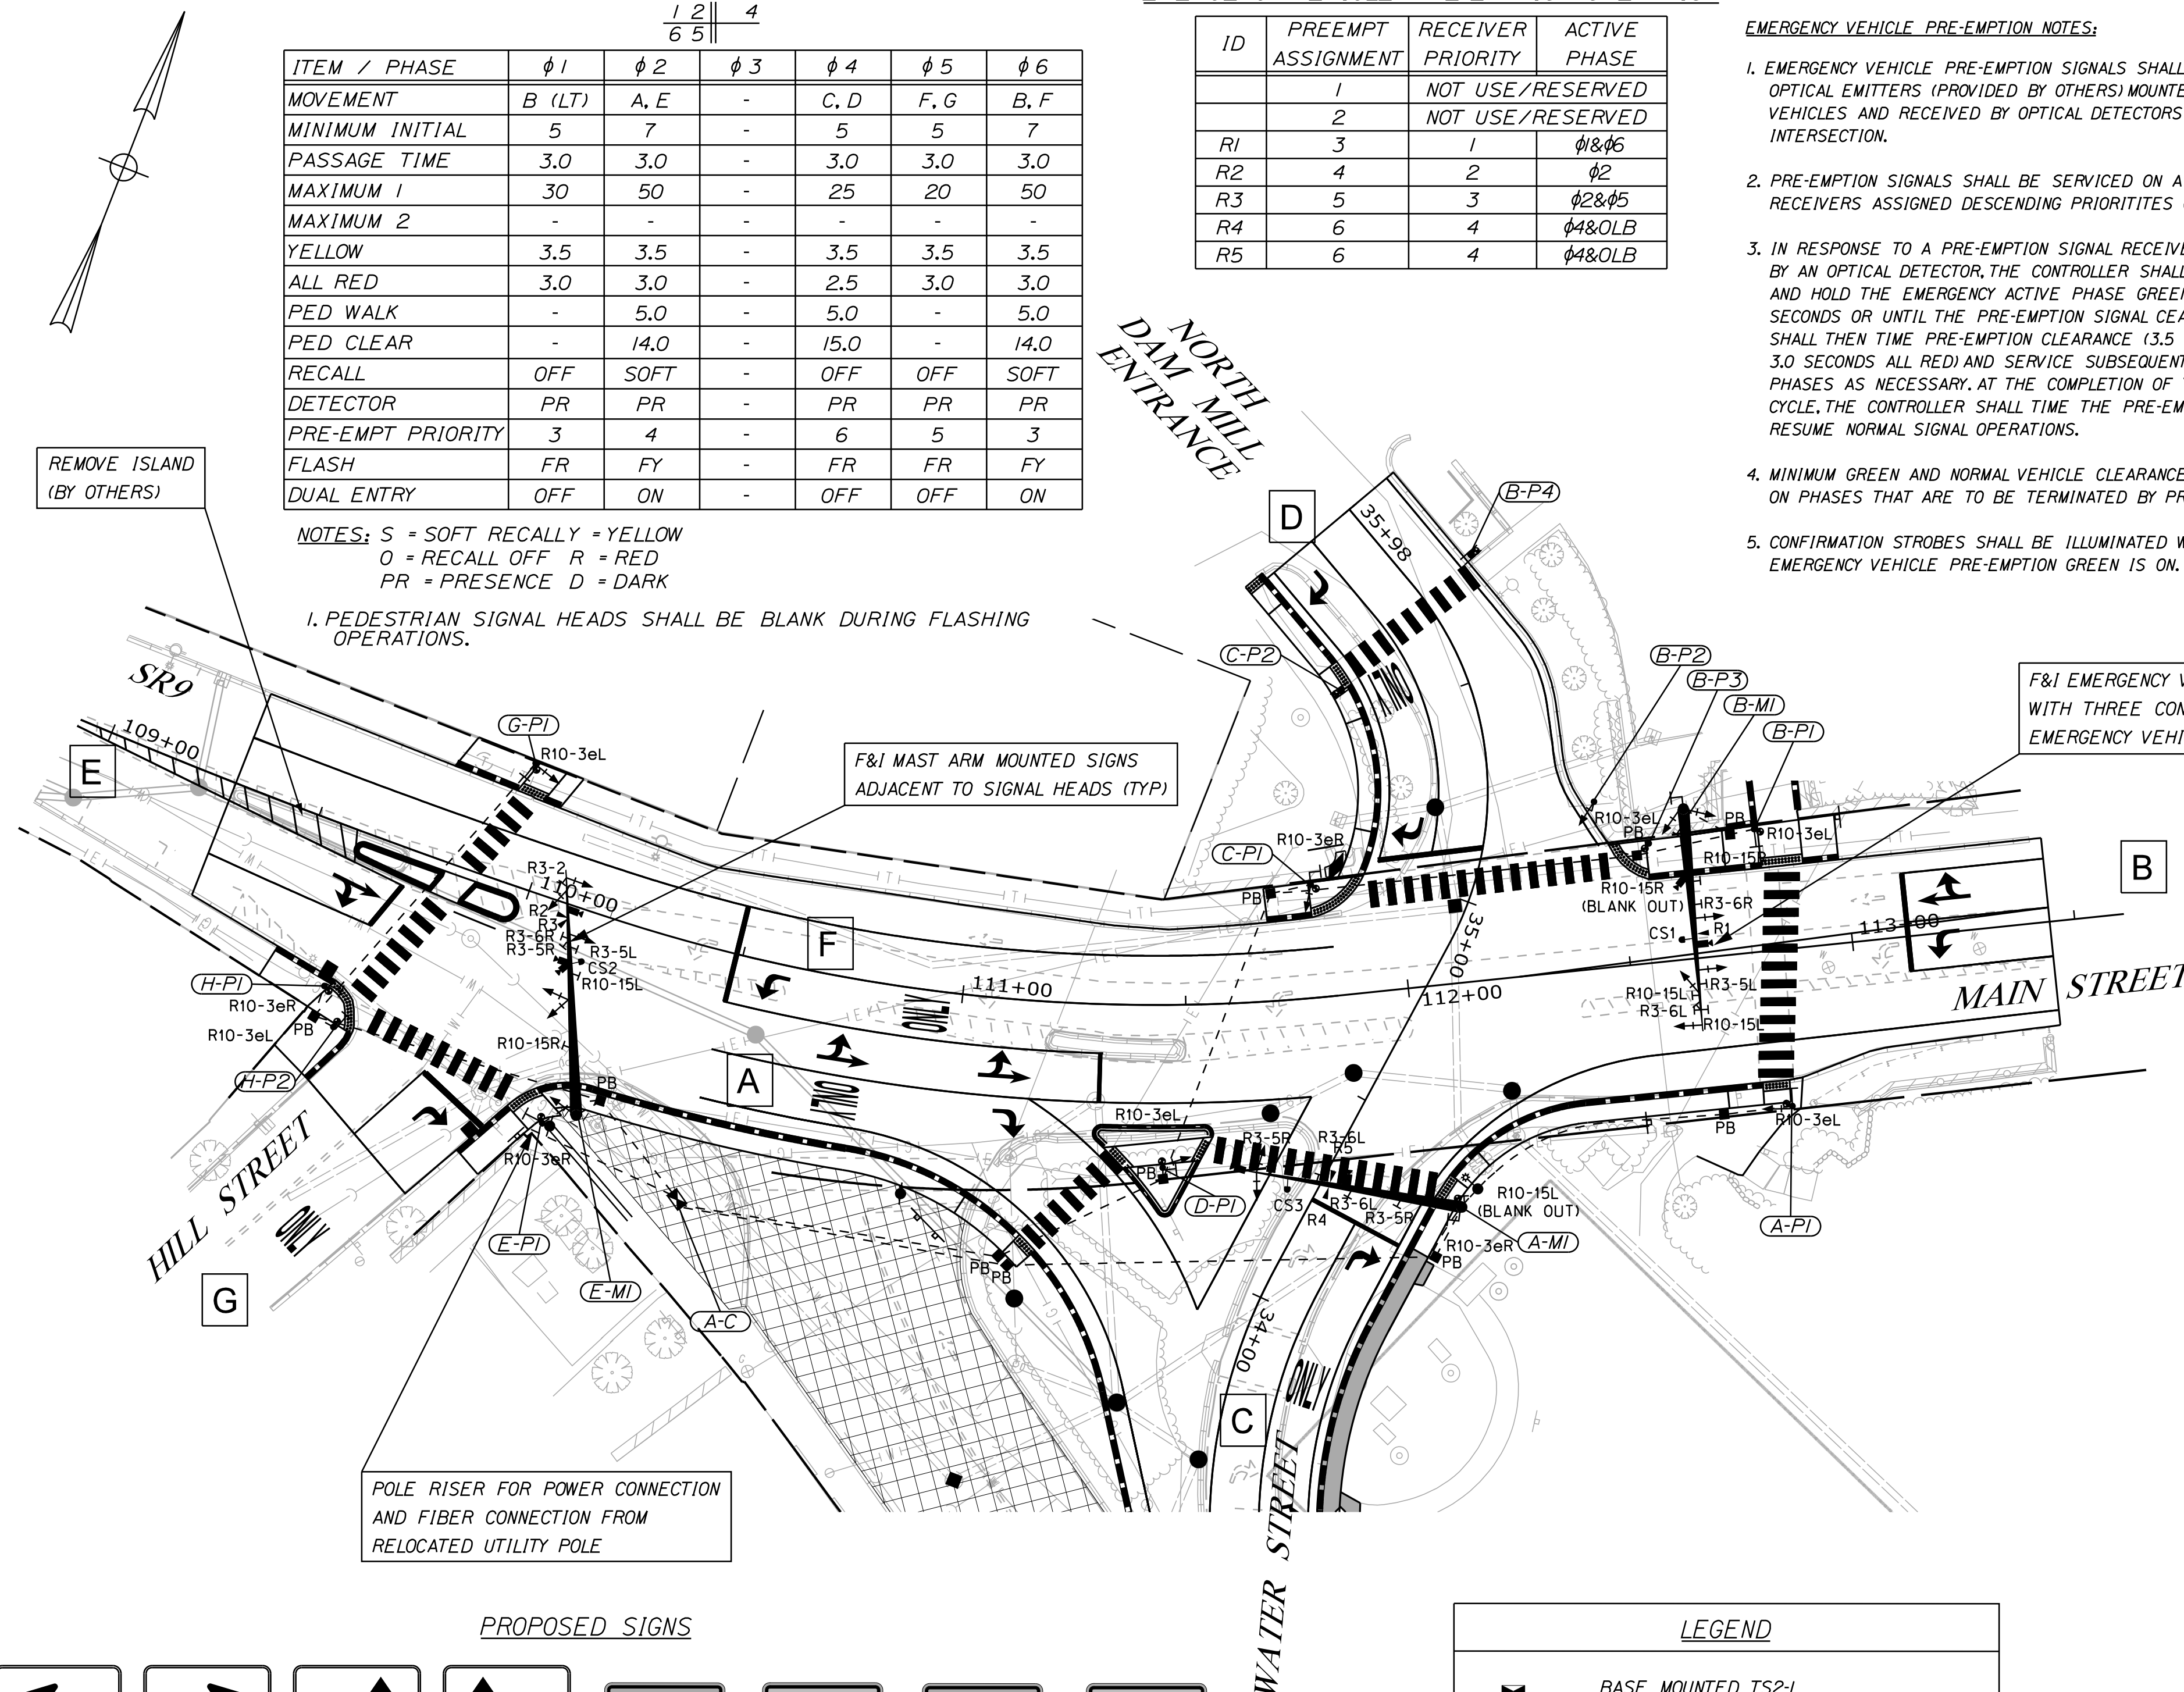 1 2 4
6 5
ITEM / PHASE φ1 φ2 φ3 φ4 φ5 φ6
MOVEMENT B (LT) A, E - C, D F, G B, F
MINIMUM INITIAL 5 7 - 5 5 7
PASSAGE TIME 3.0 3.0 - 3.0 3.0 3.0
MAXIMUM 1 30 50 - 25 20 50
MAXIMUM 2 - - - - - -
YELLOW 3.5 3.5 - 3.5 3.5 3.5
ALL RED 3.0 3.0 - 2.5 3.0 3.0
PED WALK - 5.0 - 5.0 - 5.0
PED CLEAR - 14.0 - 15.0 - 14.0
RECALL OFF SOFT - OFF OFF SOFT
DETECTOR PR PR - PR PR PR
PRE-EMPT PRIORITY 3 4 - 6 5 3
FLASH FR FY - FR FR FY
DUAL ENTRY OFF ON - OFF OFF ON
NOTES: S = SOFT RECALLY = YELLOW
O = RECALL OFF R = RED
PR = PRESENCE D = DARK
1. PEDESTRIAN SIGNAL HEADS SHALL BE BLANK DURING FLASHING
OPERATIONS.
ID PREEMPT ASSIGNMENT RECEIVER PRIORITY ACTIVE PHASE
1 NOT USE/RESERVED
2 NOT USE/RESERVED
R1 3 1 φ1&φ6
R2 4 2 φ2
R3 5 3 φ2&φ5
R4 6 4 φ4&OLB
R5 6 4 φ4&OLB
EMERGENCY VEHICLE PRE-EMPTION NOTES:
1. EMERGENCY VEHICLE PRE-EMPTION SIGNALS SHALL
OPTICAL EMITTERS (PROVIDED BY OTHERS) MOUNTE
VEHICLES AND RECEIVED BY OPTICAL DETECTORS
INTERSECTION.
2. PRE-EMPTION SIGNALS SHALL BE SERVICED ON A
RECEIVERS ASSIGNED DESCENDING PRIORITITES
3. IN RESPONSE TO A PRE-EMPTION SIGNAL RECEIVE
BY AN OPTICAL DETECTOR, THE CONTROLLER SHALL
AND HOLD THE EMERGENCY ACTIVE PHASE GREEN
SECONDS OR UNTIL THE PRE-EMPTION SIGNAL CEA
SHALL THEN TIME PRE-EMPTION CLEARANCE (3.5
3.0 SECONDS ALL RED) AND SERVICE SUBSEQUENT
PHASES AS NECESSARY. AT THE COMPLETION OF
CYCLE, THE CONTROLLER SHALL TIME THE PRE-EM
RESUME NORMAL SIGNAL OPERATIONS.
4. MINIMUM GREEN AND NORMAL VEHICLE CLEARANCE
ON PHASES THAT ARE TO BE TERMINATED BY PR
5. CONFIRMATION STROBES SHALL BE ILLUMINATED W
EMERGENCY VEHICLE PRE-EMPTION GREEN IS ON.
REMOVE ISLAND
(BY OTHERS)
NORTH
DAM MILL
ENTRANCE
D
35+98
B-P4
C-P2
ONLY
B-P2
B-P3
B-M1
B-P1
F&I EMERGENCY V
WITH THREE CON
EMERGENCY VEHI
SR9
109+00
E
G-P1
R10-3eL
F&I MAST ARM MOUNTED SIGNS
ADJACENT TO SIGNAL HEADS (TYP)
R10-3eR
C-P1
PB
R10-3eL
PB
PB
R10-3eL
R10-15R
R10-15R
(BLANK OUT)
R3-6R
CS1
R1
113+00
B
R3-5L
R10-15L
R3-6L
R10-15L
MAIN STREET
R3-2
110+00
R2
R3
R3-6R
R3-5R
R3-5L
CS2
R10-15L
R10-15R
F
111+00
112+00
35+00
ONLY
H-P1
R10-3eR
PB
R10-3eL
H-P2
A
ONLY
PB
R10-3eR
HILL STREET
ONLY
G
E-P1
E-M1
A-C
R10-3eL
PB
D-P1
R3-5R
R3-6L
R5
CS3
R4
R3-6L
R3-5R
R10-15L
(BLANK OUT)
R10-3eR
PB
A-M1
PB
R10-3eL
A-P1
PB
PB
34+00
ONLY
C
WATER STREET
POLE RISER FOR POWER CONNECTION
AND FIBER CONNECTION FROM
RELOCATED UTILITY POLE
PROPOSED SIGNS
LEGEND
BASE MOUNTED TS2-1